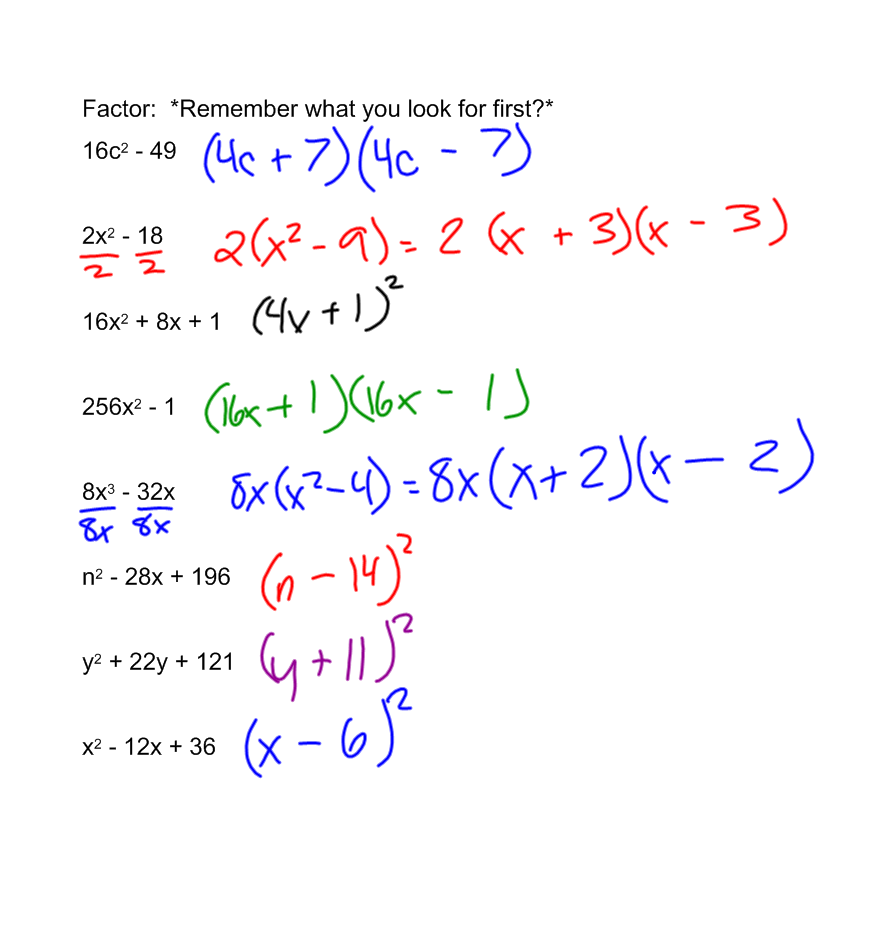 Factor:  *Remember what you look for first?*
16c² - 49 (4c + 7)(4c - 7)
2x² - 18 2(x² - 9) = 2 (x + 3)(x - 3)
2 2
16x² + 8x + 1 (4x + 1)²
256x² - 1 (16x + 1)(16x - 1)
8x³ - 32x 8x(x² - 4) = 8x(x + 2)(x - 2)
8x 8x
n² - 28x + 196 (n - 14)²
y² + 22y + 121 (y + 11)²
x² - 12x + 36 (x - 6)²